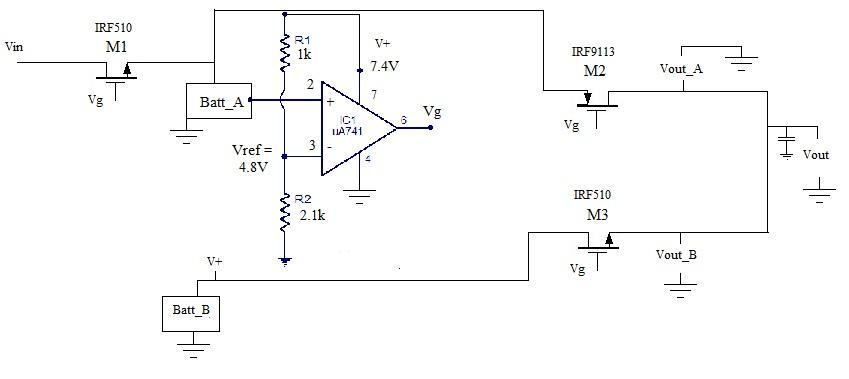 IRF510
M1
Vin
Vg
Batt_A
R1
1k
V+
7.4V
2
7
+
IC1
uA741
6
Vg
3
-
4
Vref =
4.8V
R2
2.1k
IRF9113
M2
Vg
Vout_A
Vout
IRF510
M3
Vg
Vout_B
V+
Batt_B